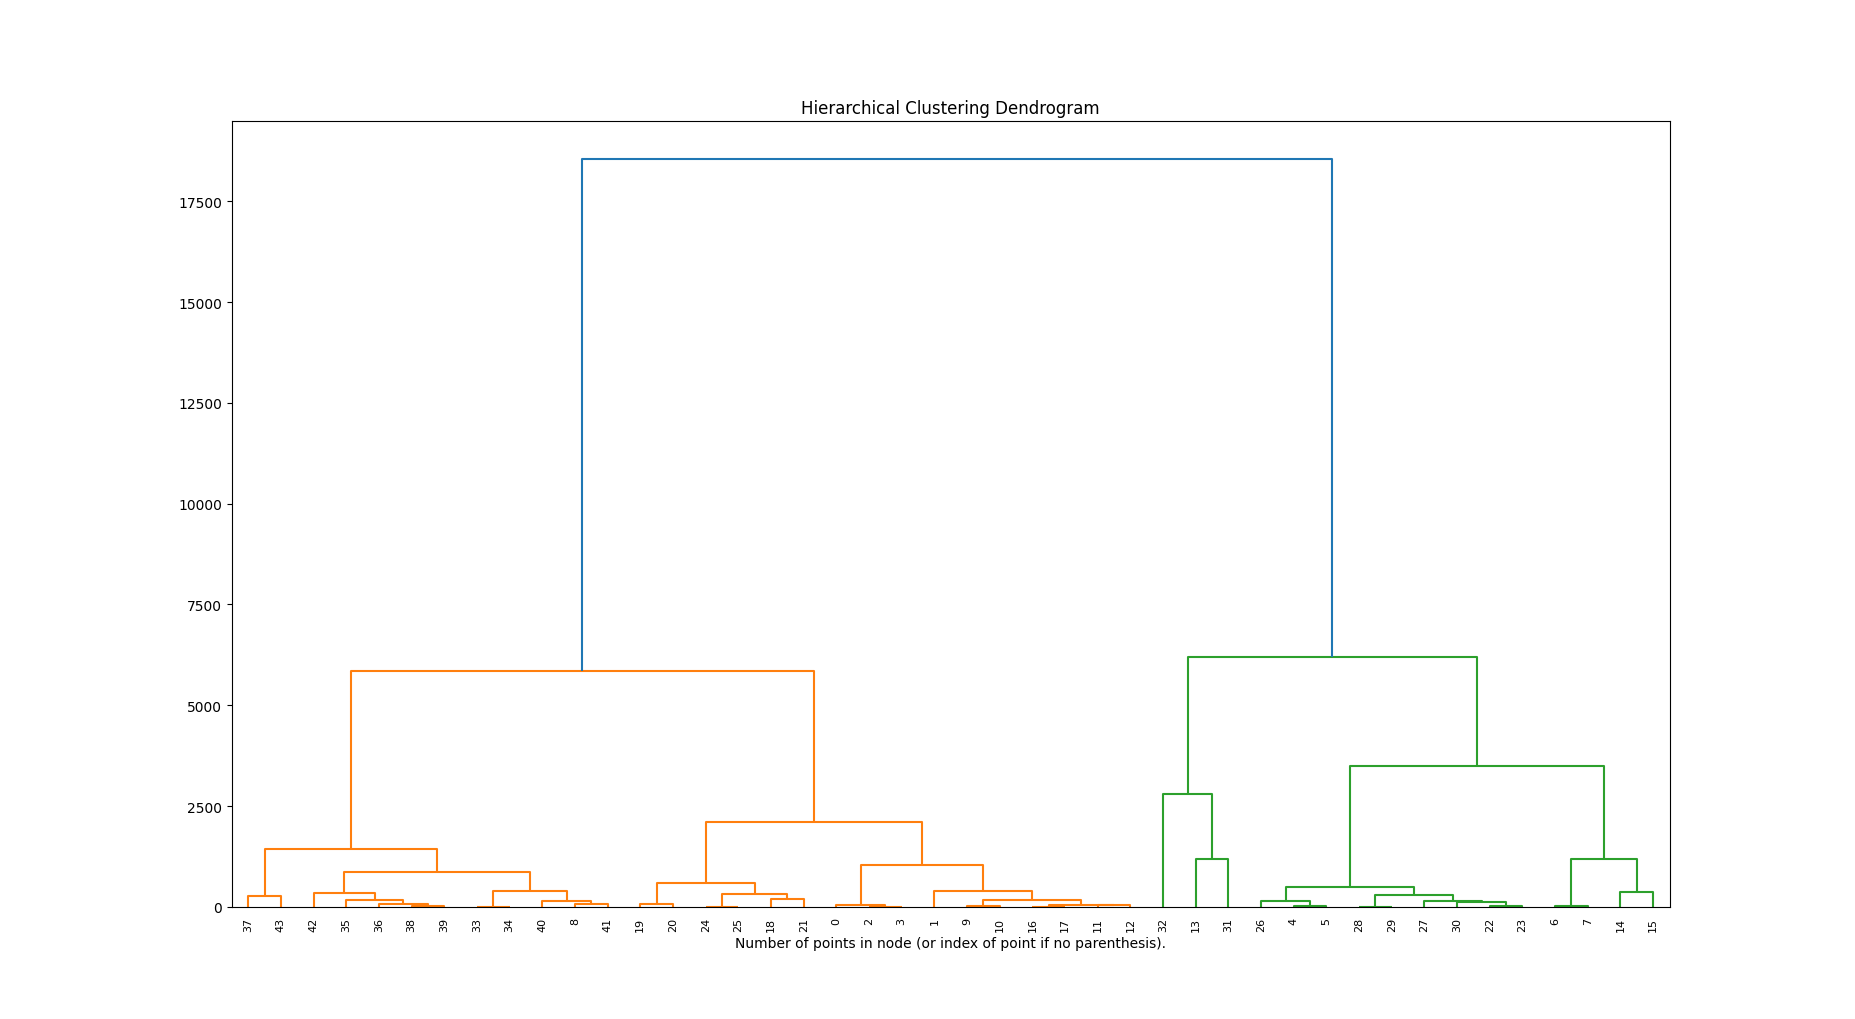 Hierarchical Clustering Dendrogram
17500
15000
12500
10000
7500
5000
2500
0
37 43 42 35 36 38 39 33 34 40 8 41 19 20 24 25 18 21 0 2 3 1 9 10 16 17 11 12 32 13 31 26 4 5 28 29 27 30 22 23 6 7 14 15
Number of points in node (or index of point if no parenthesis).